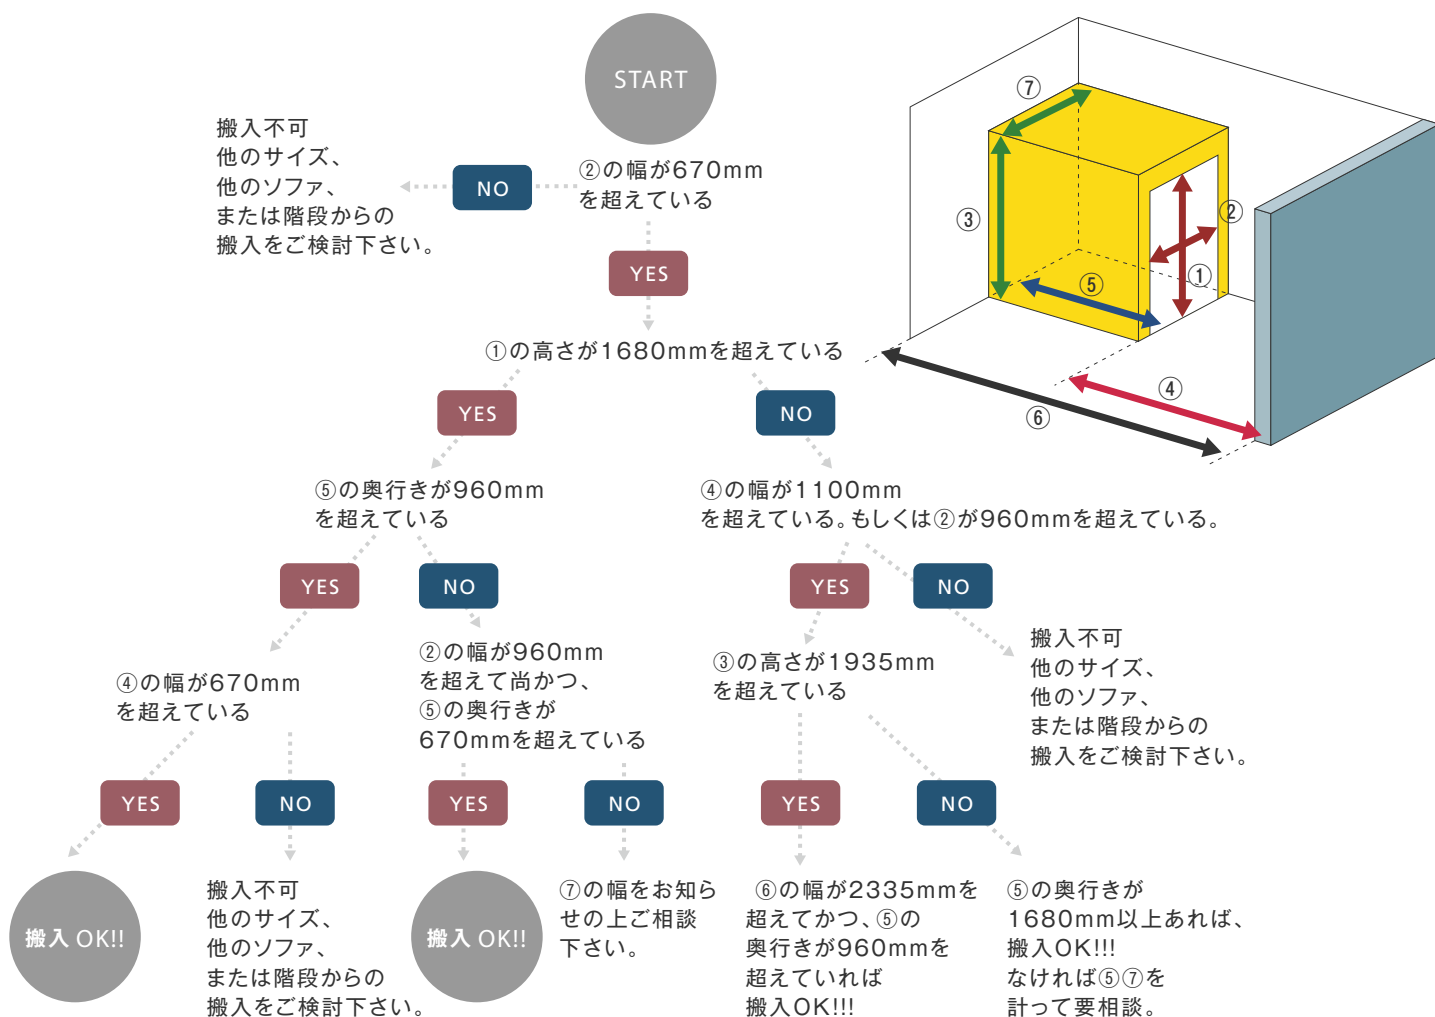 START
搬入不可
他のサイズ、
他のソファ、
または階段からの
搬入をご検討下さい。
NO
②の幅が670mm
を超えている
YES
①の高さが1680mmを超えている
YES
NO
⑤の奥行きが960mm
を超えている
④の幅が1100mm
を超えている。もしくは②が960mmを超えている。
YES
NO
YES
NO
④の幅が670mm
を超えている
②の幅が960mm
を超えて尚かつ、
⑤の奥行きが
670mmを超えている
③の高さが1935mm
を超えている
搬入不可
他のサイズ、
他のソファ、
または階段からの
搬入をご検討下さい。
YES
NO
YES
NO
YES
NO
搬入 OK!!
搬入不可
他のサイズ、
他のソファ、
または階段からの
搬入をご検討下さい。
搬入 OK!!
⑦の幅をお知ら
せの上ご相談
下さい。
⑥の幅が2335mmを
超えてかつ、⑤の
奥行きが960mmを
超えていれば
搬入OK!!!
⑤の奥行きが
1680mm以上あれば、
搬入OK!!!
なければ⑤⑦を
計って要相談。
⑦
③
②
①
⑤
④
⑥